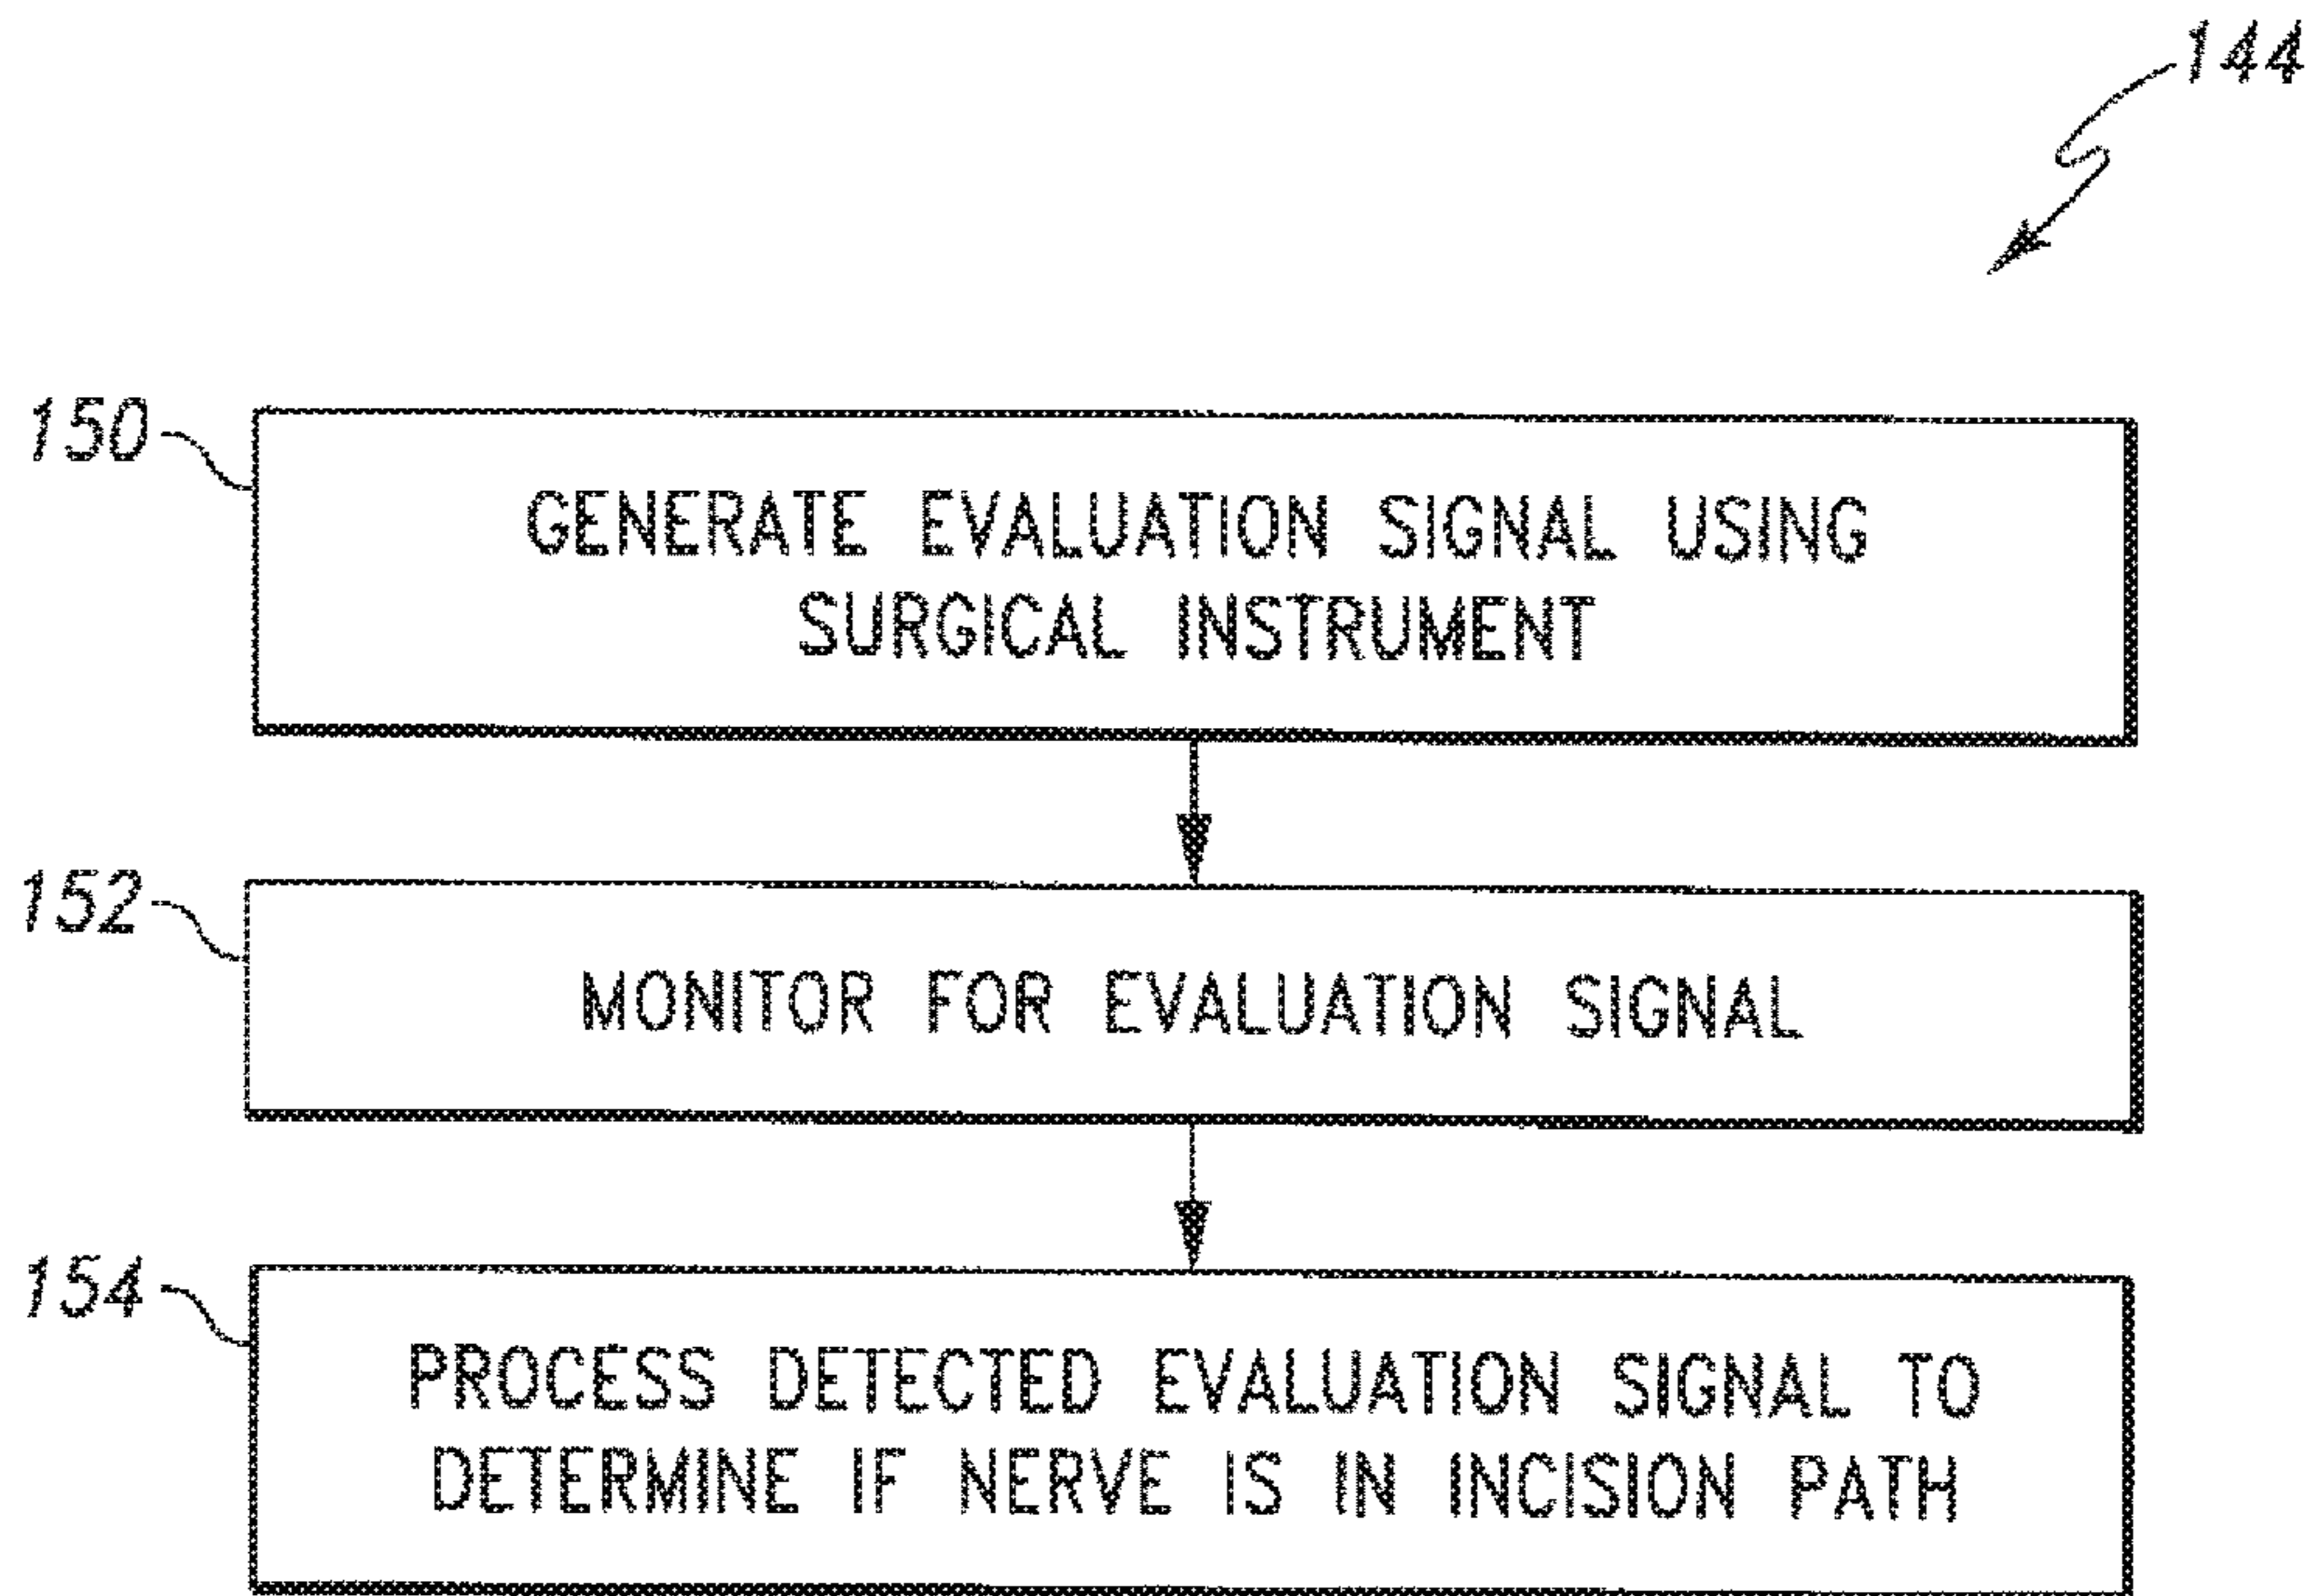 144
150
GENERATE EVALUATION SIGNAL USING
SURGICAL INSTRUMENT
152
MONITOR FOR EVALUATION SIGNAL
154
PROCESS DETECTED EVALUATION SIGNAL TO
DETERMINE IF NERVE IS IN INCISION PATH